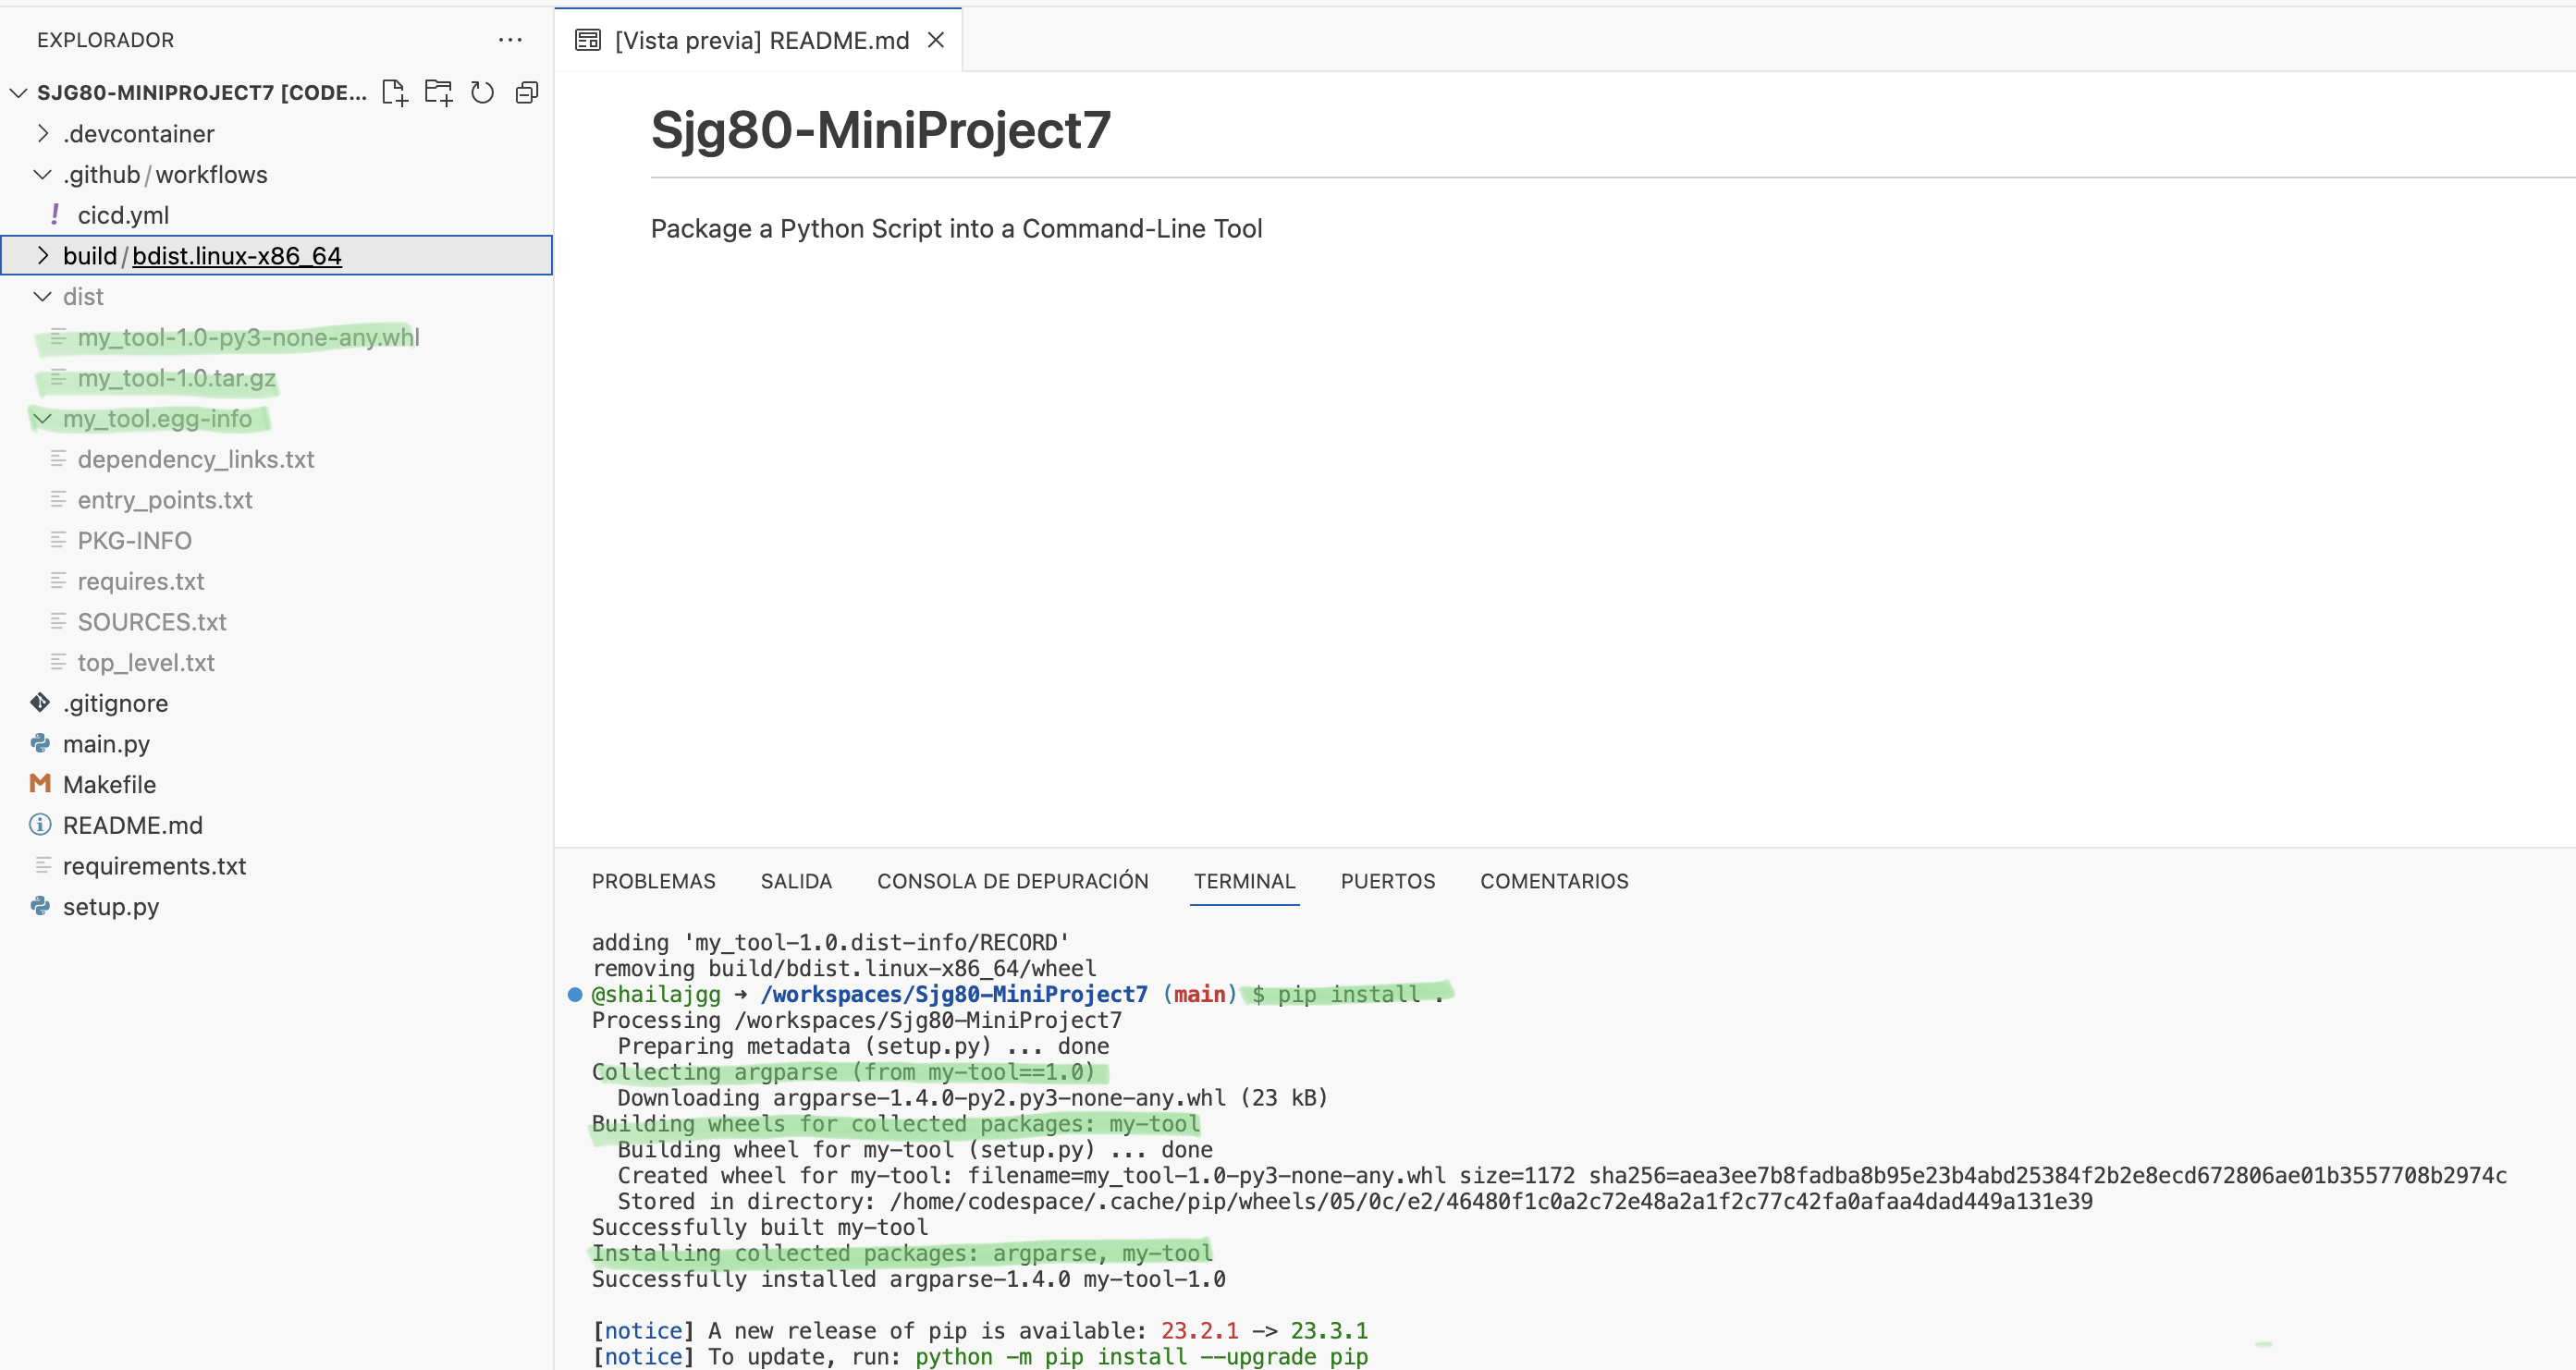 EXPLORADOR
SJG80-MINIPROJECT7 [CODE...
.devcontainer
.github/workflows
cicd.yml
build/bdist.linux-x86_64
dist
my_tool-1.0-py3-none-any.whl
my_tool-1.0.tar.gz
my_tool.egg-info
dependency_links.txt
entry_points.txt
PKG-INFO
requires.txt
SOURCES.txt
top_level.txt
.gitignore
main.py
Makefile
README.md
requirements.txt
setup.py
[Vista previa] README.md
Sjg80-MiniProject7
Package a Python Script into a Command-Line Tool
PROBLEMAS SALIDA CONSOLA DE DEPURACIÓN TERMINAL PUERTOS COMENTARIOS
adding 'my_tool-1.0.dist-info/RECORD'
removing build/bdist.linux-x86_64/wheel
@shailajgg → /workspaces/Sjg80-MiniProject7 (main) $ pip install .
Processing /workspaces/Sjg80-MiniProject7
Preparing metadata (setup.py) ... done
Collecting argparse (from my-tool==1.0)
Downloading argparse-1.4.0-py2.py3-none-any.whl (23 kB)
Building wheels for collected packages: my-tool
Building wheel for my-tool (setup.py) ... done
Created wheel for my-tool: filename=my_tool-1.0-py3-none-any.whl size=1172 sha256=aea3ee7b8fadba8b95e23b4abd25384f2b2e8ecd672806ae01b3557708b2974c
Stored in directory: /home/codespace/.cache/pip/wheels/05/0c/e2/46480f1c0a2c72e48a2a1f2c77c42fa0afaa4dad449a131e39
Successfully built my-tool
Installing collected packages: argparse, my-tool
Successfully installed argparse-1.4.0 my-tool-1.0
[notice] A new release of pip is available: 23.2.1 -> 23.3.1
[notice] To update, run: python -m pip install --upgrade pip